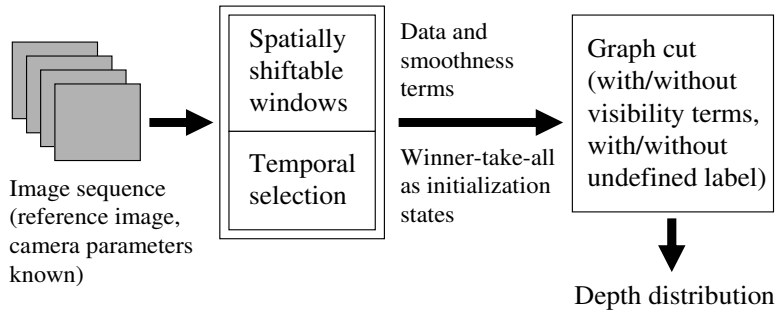 Image sequence
(reference image,
camera parameters
known)
Spatially
shiftable
windows
Temporal
selection
Data and
smoothness
terms
Winner-take-all
as initialization
states
Graph cut
(with/without
visibility terms,
with/without
undefined label)
Depth distribution